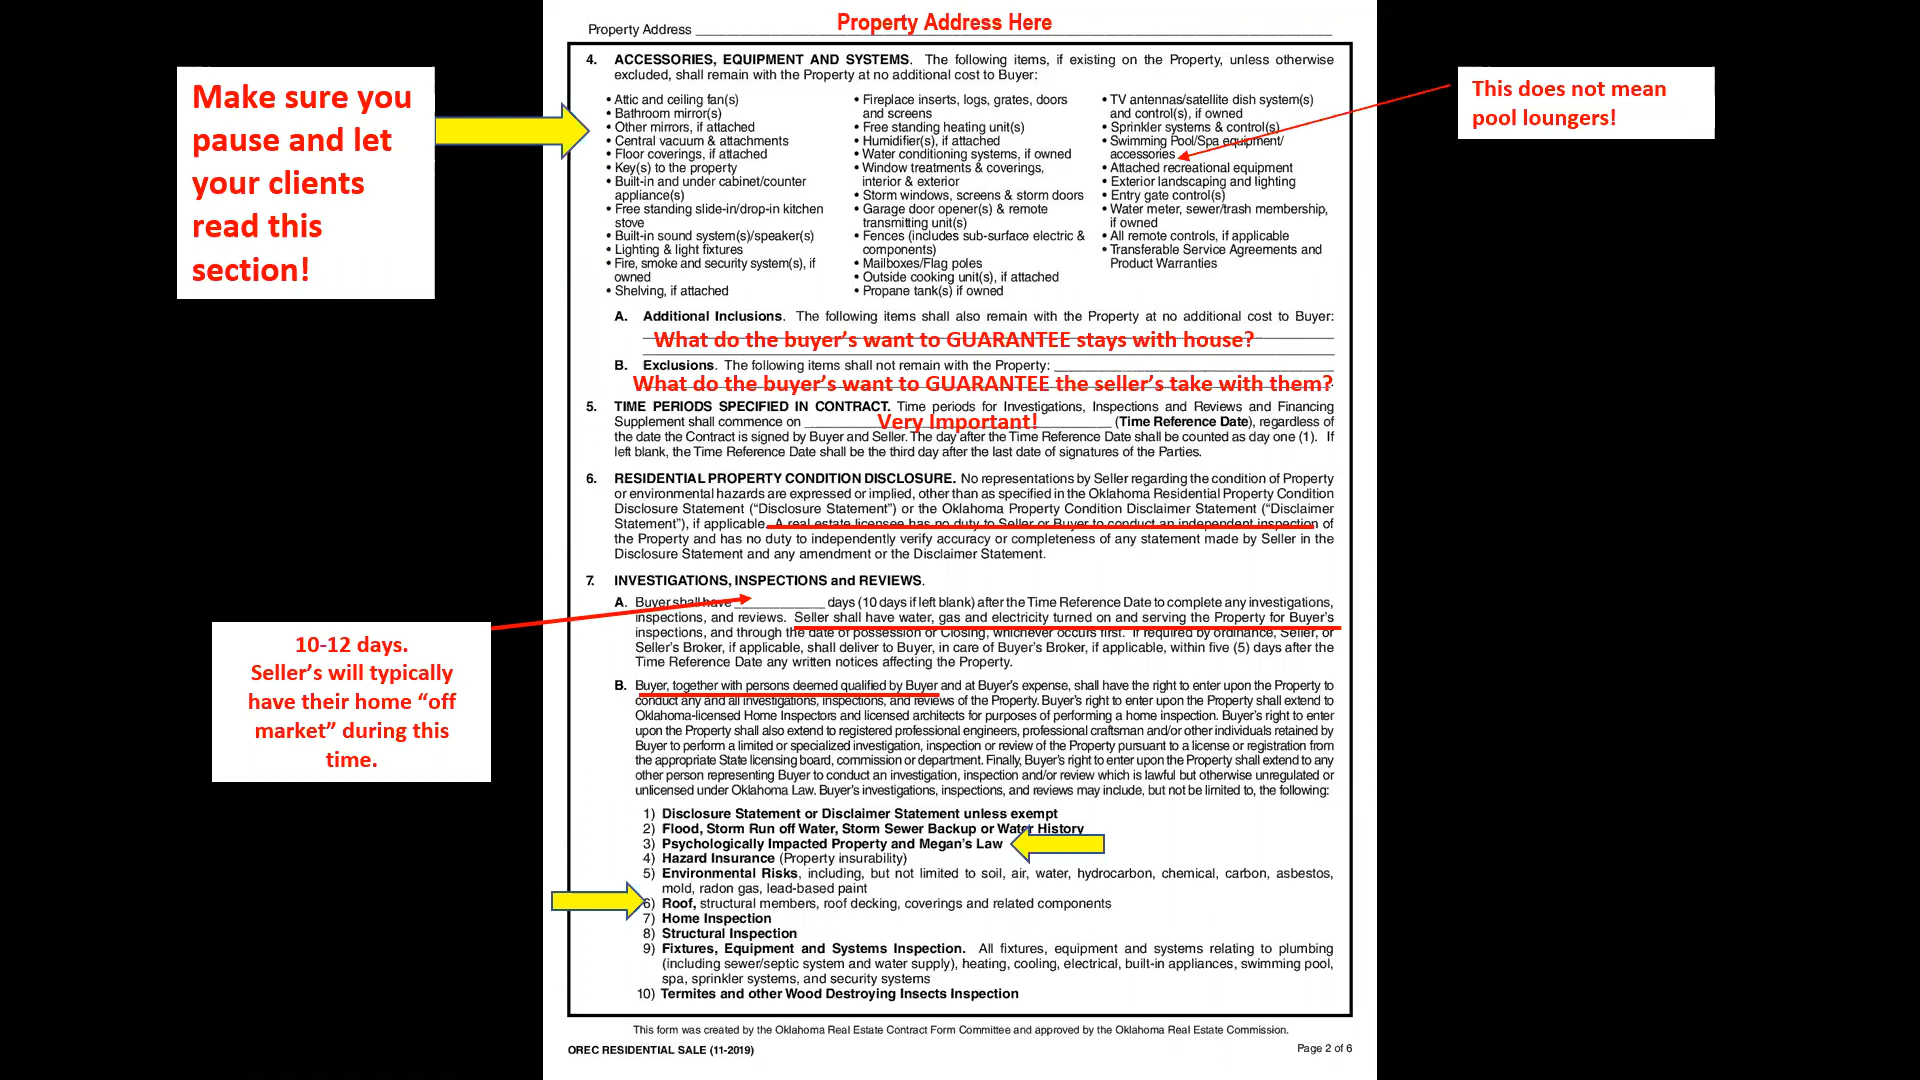 Property Address Here
Property Address
Make sure you
pause and let
your clients
read this
section!
This does not mean
pool loungers!
4. ACCESSORIES, EQUIPMENT AND SYSTEMS. The following items, if existing on the Property, unless otherwise
excluded, shall remain with the Property at no additional cost to Buyer:
• Attic and ceiling fan(s)
• Bathroom mirror(s)
• Other mirrors, if attached
• Central vacuum & attachments
• Floor coverings, if attached
• Key(s) to the property
• Built-in and under cabinet/counter
appliance(s)
• Free standing slide-in/drop-in kitchen
stove
• Built-in sound system(s)/speaker(s)
• Lighting & light fixtures
• Fire, smoke and security system(s), if
owned
• Shelving, if attached
• Fireplace inserts, logs, grates, doors
and screens
• Free standing heating unit(s)
• Humidifier(s), if attached
• Water conditioning systems, if owned
• Window treatments & coverings,
interior & exterior
• Storm windows, screens & storm doors
• Garage door opener(s) & remote
transmitting unit(s)
• Fences (includes sub-surface electric &
components)
• Mailboxes/Flag poles
• Outside cooking unit(s), if attached
• Propane tank(s) if owned
• TV antennas/satellite dish system(s)
and control(s), if owned
• Sprinkler systems & control(s)
• Swimming Pool/Spa equipment/
accessories
• Attached recreational equipment
• Exterior landscaping and lighting
• Entry gate control(s)
• Water meter, sewer/trash membership,
if owned
• All remote controls, if applicable
• Transferable Service Agreements and
Product Warranties
A. Additional Inclusions. The following items shall also remain with the Property at no additional cost to Buyer:
What do the buyer's want to GUARANTEE stays with house?
B. Exclusions. The following items shall not remain with the Property:
What do the buyer's want to GUARANTEE the seller's take with them?
5. TIME PERIODS SPECIFIED IN CONTRACT. Time periods for Investigations, Inspections and Reviews and Financing
Supplement shall commence on Very Important! (Time Reference Date), regardless of
the date the Contract is signed by Buyer and Seller. The day after the Time Reference Date shall be counted as day one (1). If
left blank, the Time Reference Date shall be the third day after the last date of signatures of the Parties.
6. RESIDENTIAL PROPERTY CONDITION DISCLOSURE. No representations by Seller regarding the condition of Property
or environmental hazards are expressed or implied, other than as specified in the Oklahoma Residential Property Condition
Disclosure Statement (“Disclosure Statement”) or the Oklahoma Property Condition Disclaimer Statement (“Disclaimer
Statement”), if applicable. A real estate licensee has no duty to Seller or Buyer to conduct an independent inspection of
the Property and has no duty to independently verify accuracy or completeness of any statement made by Seller in the
Disclosure Statement and any amendment or the Disclaimer Statement.
7. INVESTIGATIONS, INSPECTIONS and REVIEWS.
A. Buyer shall have ____________ days (10 days if left blank) after the Time Reference Date to complete any investigations,
inspections, and reviews. Seller shall have water, gas and electricity turned on and serving the Property for Buyer's
inspections, and through the date of possession or Closing, whichever occurs first. If required by ordinance, Seller, or
Seller's Broker, if applicable, shall deliver to Buyer, in care of Buyer's Broker, if applicable, within five (5) days after the
Time Reference Date any written notices affecting the Property.
10-12 days.
Seller's will typically
have their home “off
market” during this
time.
B. Buyer, together with persons deemed qualified by Buyer and at Buyer's expense, shall have the right to enter upon the Property to
conduct any and all investigations, inspections, and reviews of the Property. Buyer's right to enter upon the Property shall extend to
Oklahoma-licensed Home Inspectors and licensed architects for purposes of performing a home inspection. Buyer's right to enter
upon the Property shall also extend to registered professional engineers, professional craftsman and/or other individuals retained by
Buyer to perform a limited or specialized investigation, inspection or review of the Property pursuant to a license or registration from
the appropriate State licensing board, commission or department. Finally, Buyer's right to enter upon the Property shall extend to any
other person representing Buyer to conduct an investigation, inspection and/or review which is lawful but otherwise unregulated or
unlicensed under Oklahoma Law. Buyer's investigations, inspections, and reviews may include, but not be limited to, the following:
1) Disclosure Statement or Disclaimer Statement unless exempt
2) Flood, Storm Run off Water, Storm Sewer Backup or Water History
3) Psychologically Impacted Property and Megan's Law
4) Hazard Insurance (Property insurability)
5) Environmental Risks, including, but not limited to soil, air, water, hydrocarbon, chemical, carbon, asbestos,
mold, radon gas, lead-based paint
6) Roof, structural members, roof decking, coverings and related components
7) Home Inspection
8) Structural Inspection
9) Fixtures, Equipment and Systems Inspection. All fixtures, equipment and systems relating to plumbing
(including sewer/septic system and water supply), heating, cooling, electrical, built-in appliances, swimming pool,
spa, sprinkler systems, and security systems
10) Termites and other Wood Destroying Insects Inspection
This form was created by the Oklahoma Real Estate Contract Form Committee and approved by the Oklahoma Real Estate Commission.
OREC RESIDENTIAL SALE (11-2019)
Page 2 of 6